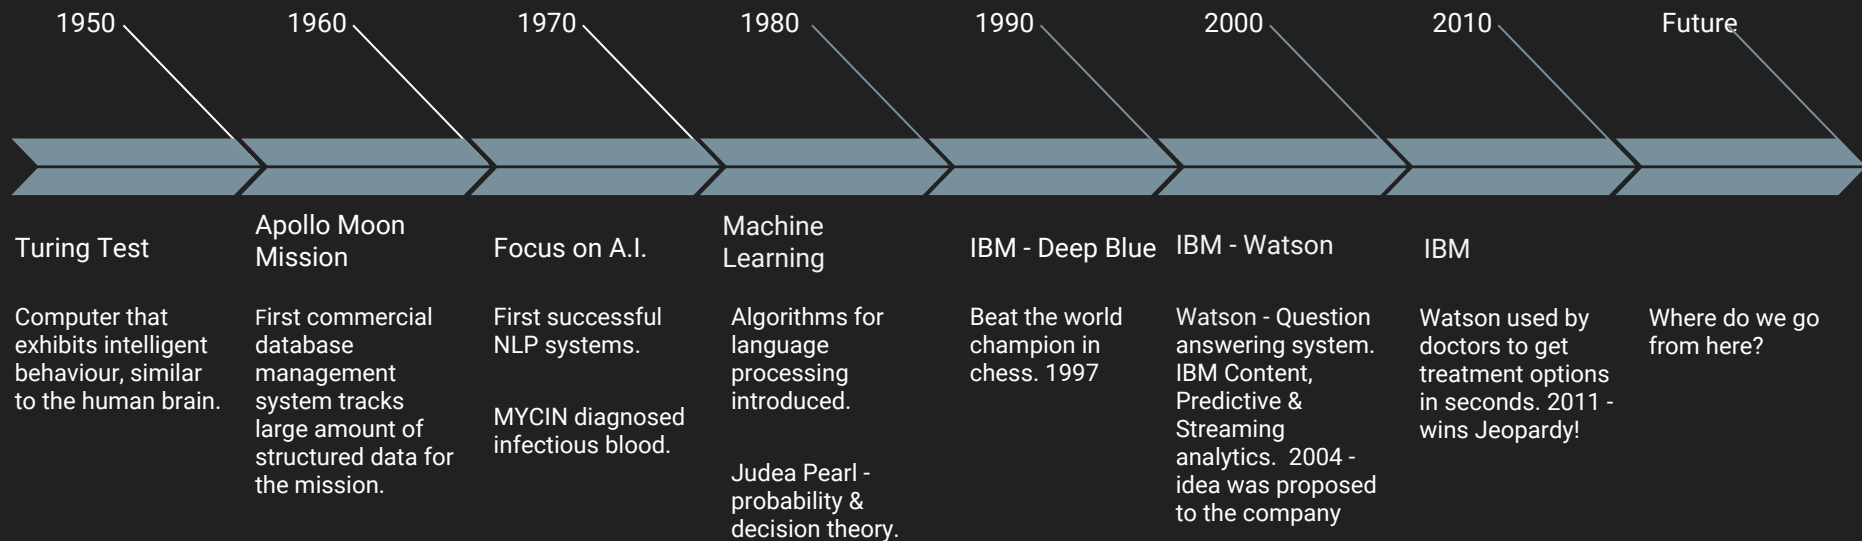 1950
1960
1970
1980
1990
2000
2010
Future
Turing Test
Computer that
exhibits intelligent
behaviour, similar
to the human brain.
Apollo Moon
Mission
First commercial
database
management
system tracks
large amount of
structured data for
the mission.
Focus on A.I.
First successful
NLP systems.
MYCIN diagnosed
infectious blood.
Machine
Learning
Algorithms for
language
processing
introduced.
Judea Pearl -
probability &
decision theory.
IBM - Deep Blue
Beat the world
champion in
chess. 1997
IBM - Watson
Watson - Question
answering system.
IBM Content,
Predictive &
Streaming
analytics.  2004 -
idea was proposed
to the company
IBM
Watson used by
doctors to get
treatment options
in seconds. 2011 -
wins Jeopardy!
Where do we go
from here?